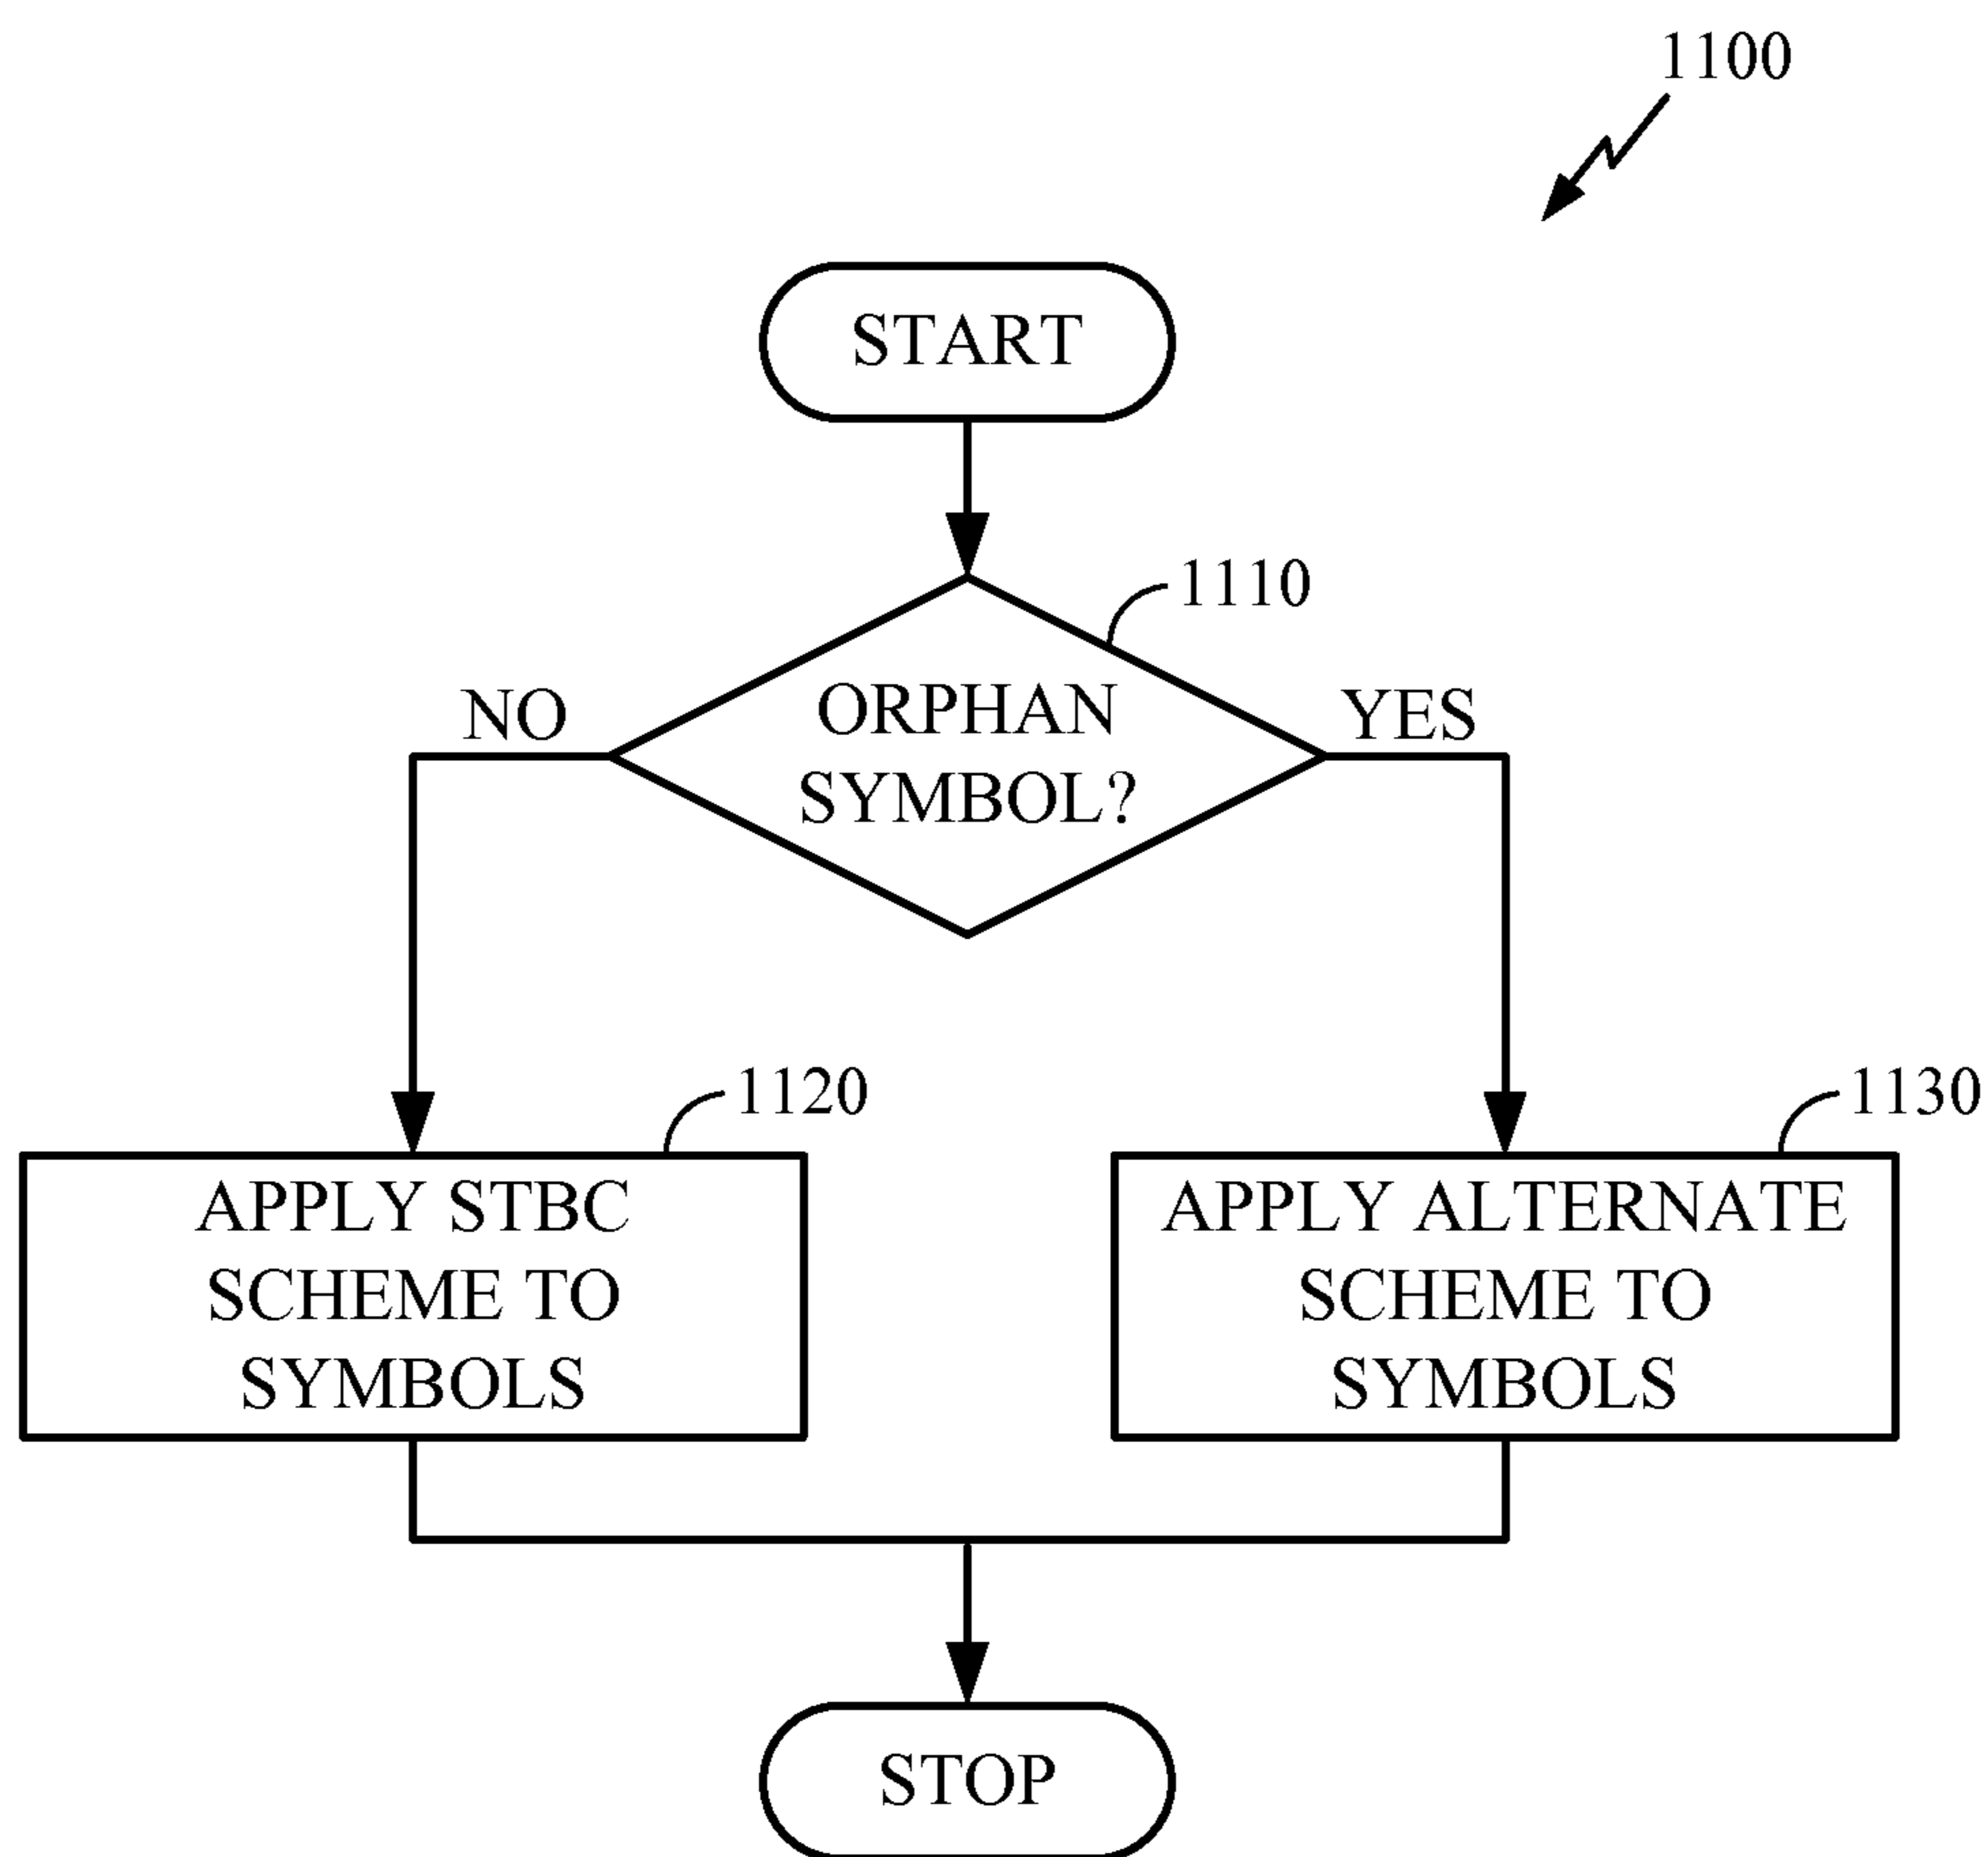 1100
START
1110
NO
ORPHAN
SYMBOL?
YES
1120
1130
APPLY STBC
SCHEME TO
SYMBOLS
APPLY ALTERNATE
SCHEME TO
SYMBOLS
STOP